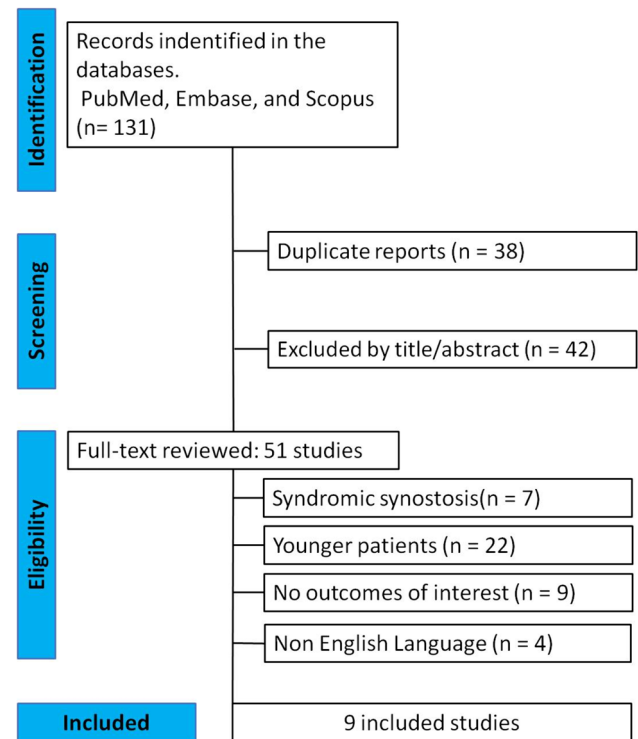 Identification
Records indentified in the
databases.
PubMed, Embase, and Scopus
(n= 131)
Screening
Duplicate reports (n = 38)
Excluded by title/abstract (n = 42)
Eligibility
Full-text reviewed: 51 studies
Syndromic synostosis(n = 7)
Younger patients (n = 22)
No outcomes of interest (n = 9)
Non English Language (n = 4)
Included
9 included studies